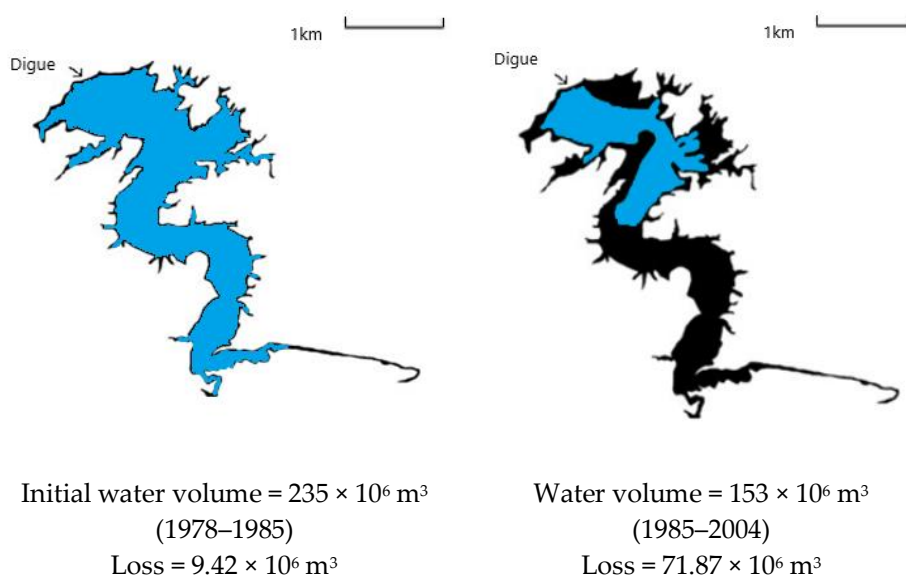 1km
Digue
1km
Digue
Initial water volume = 235 × 10⁶ m³
(1978–1985)
Loss = 9.42 × 10⁶ m³
Water volume = 153 × 10⁶ m³
(1985–2004)
Loss = 71.87 × 10⁶ m³